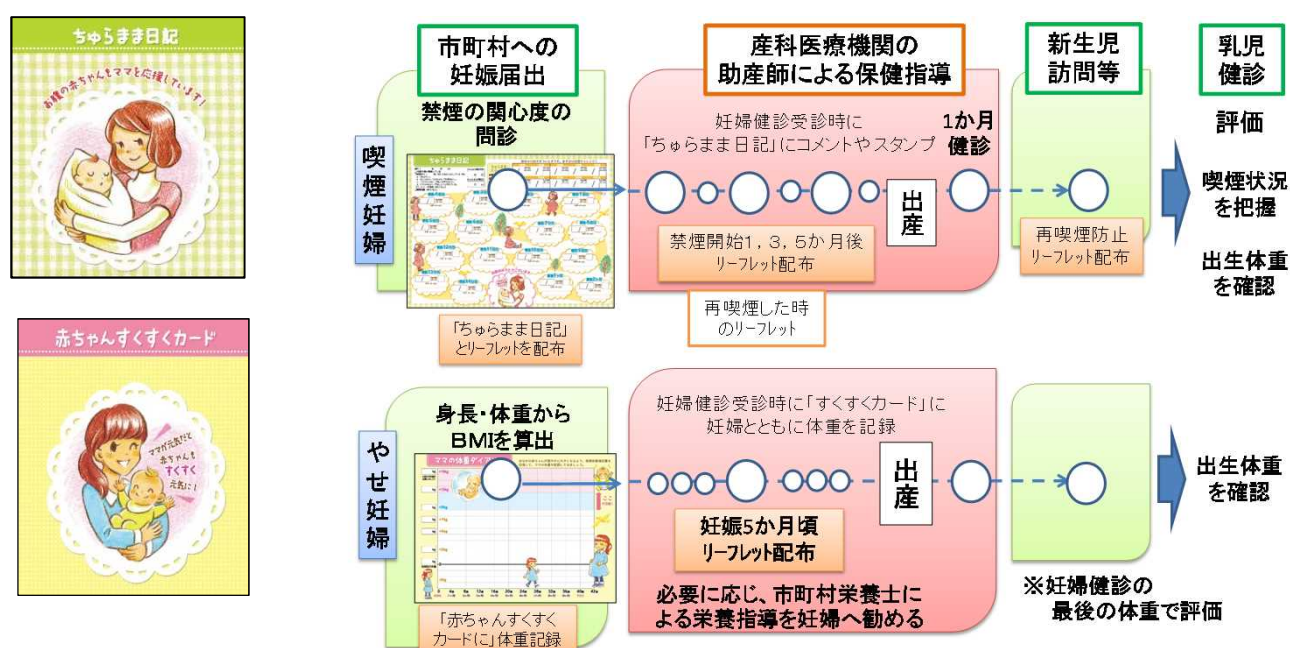 ちゅらまま日記
お腹の赤ちゃんもママを応援しています！
赤ちゃんすくすくカード
ママが元気だと
赤ちゃんも
すくすく
元気に！
市町村への
妊娠届出
産科医療機関の
助産師による保健指導
新生児
訪問等
乳児
健診
喫煙妊婦
禁煙の関心度の
問診
ちゅらまま日記
「ちゅらまま日記」
とリーフレットを配布
妊婦健診受診時に
「ちゅらまま日記」にコメントやスタンプ
1か月
健診
出産
禁煙開始1，3，5か月後
リーフレット配布
再喫煙した時
のリーフレット
再喫煙防止
リーフレット配布
評価
喫煙状況
を把握
出生体重
を確認
やせ妊婦
身長・体重から
BMIを算出
ママの体重ダイア
「赤ちゃんすくすく
カードに」体重記録
妊婦健診受診時に「すくすくカード」に
妊婦とともに体重を記録
出産
妊娠5か月頃
リーフレット配布
必要に応じ、市町村栄養士に
よる栄養指導を妊婦へ勧める
出生体重
を確認
※妊婦健診の
最後の体重で評価